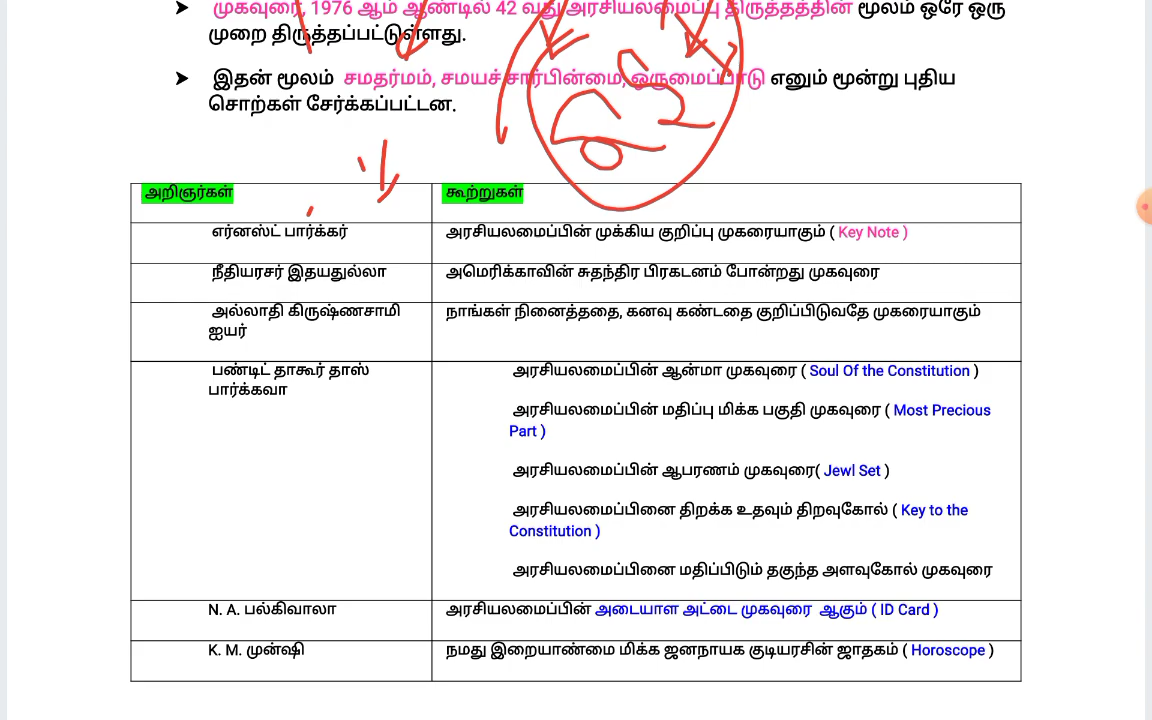 ➤ முகவுரை, 1976 ஆம் ஆண்டில் 42 வது அரசியலமைப்பு திருத்தத்தின் மூலம் ஒரே ஒரு
முறை திருத்தப்பட்டுள்ளது.
➤ இதன் மூலம் சமதர்மம், சமயச் சார்பின்மை, ஒருமைப்பாடு எனும் மூன்று புதிய
சொற்கள் சேர்க்கப்பட்டன.
அறிஞர்கள் கூற்றுகள்
எர்னஸ்ட் பார்க்கர் அரசியலமைப்பின் முக்கிய குறிப்பு முகரையாகும் ( Key Note )
நீதியரசர் இதயதுல்லா அமெரிக்காவின் சுதந்திர பிரகடனம் போன்றது முகவுரை
அல்லாதி கிருஷ்ணசாமி நாங்கள் நினைத்ததை, கனவு கண்டதை குறிப்பிடுவதே முகரையாகும்
ஐயர்
பண்டிட் தாகூர் தாஸ் அரசியலமைப்பின் ஆன்மா முகவுரை ( Soul Of the Constitution )
பார்க்கவா
அரசியலமைப்பின் மதிப்பு மிக்க பகுதி முகவுரை ( Most Precious
Part )
அரசியலமைப்பின் ஆபரணம் முகவுரை( Jewl Set )
அரசியலமைப்பினை திறக்க உதவும் திறவுகோல் ( Key to the
Constitution )
அரசியலமைப்பினை மதிப்பிடும் தகுந்த அளவுகோல் முகவுரை
N. A. பல்கிவாலா அரசியலமைப்பின் அடையாள அட்டை முகவுரை ஆகும் ( ID Card )
K. M. முன்ஷி நமது இறையாண்மை மிக்க ஜனநாயக குடியரசின் ஜாதகம் ( Horoscope )